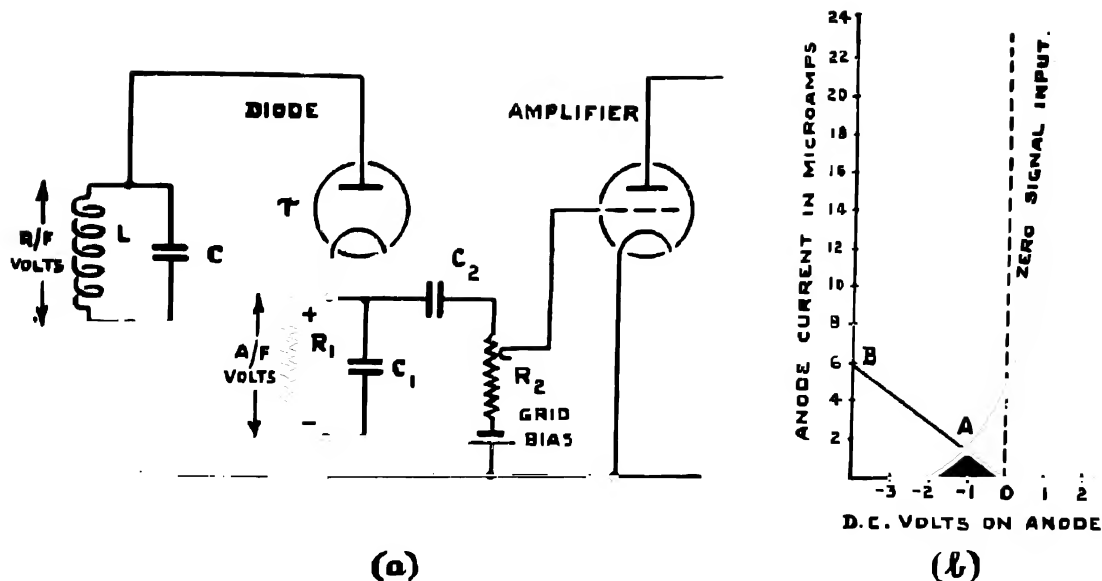 DIODE
AMPLIFIER
T
R/F
VOLTS
L
C
C2
A/F
VOLTS
+
R1
-
C1
R2
GRID
BIAS
(a)
ANODE CURRENT IN MICROAMPS
24
22
20
18
16
14
12
10
8
6
4
2
B
A
ZERO SIGNAL INPUT.
-3 -2 -1 0 1 2
D.C. VOLTS ON ANODE
(b)